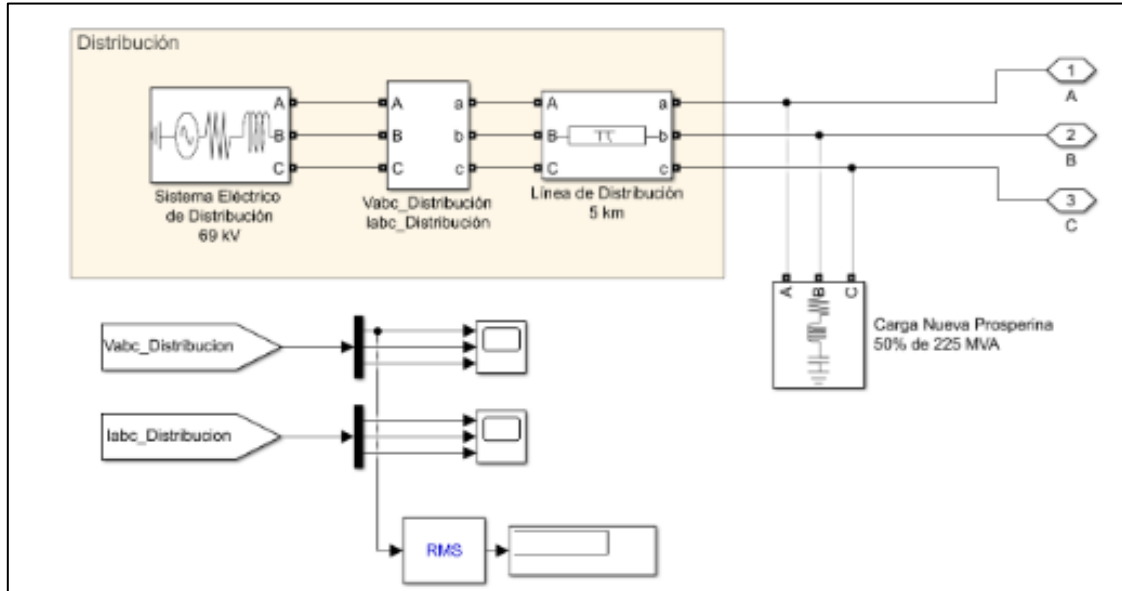 Distribución
A
B
C
A
B
C
a
b
c
A
B
C
a
b
c
Sistema Eléctrico
de Distribución
69 kV
Vabc_Distribución
Iabc_Distribución
Línea de Distribución
5 km
1
A
2
B
3
C
A
B
C
Carga Nueva Prosperina
50% de 225 MVA
Vabc_Distribucion
Iabc_Distribucion
RMS